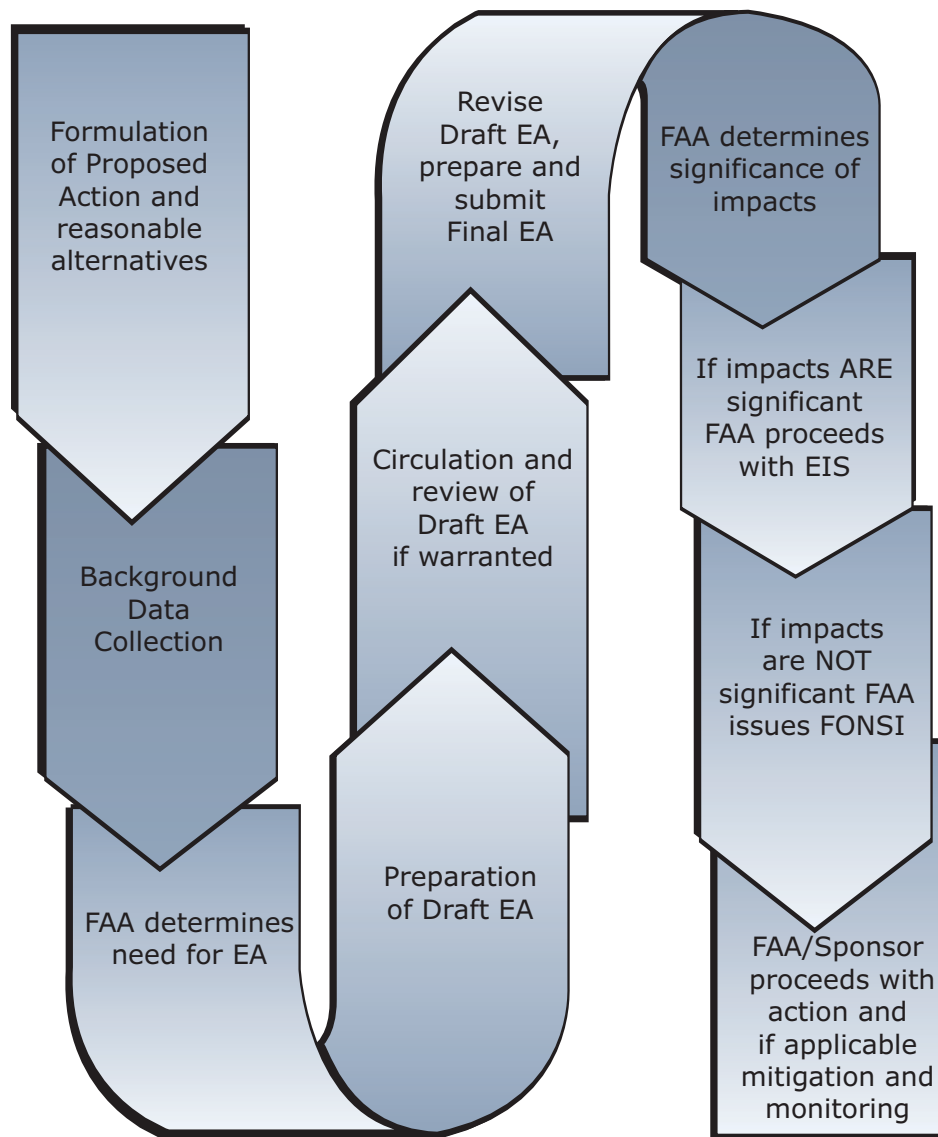 Formulation
of Proposed
Action and
reasonable
alternatives
Background
Data
Collection
FAA determines
need for EA
Preparation
of Draft EA
Circulation and
review of
Draft EA
if warranted
Revise
Draft EA,
prepare and
submit
Final EA
FAA determines
significance of
impacts
If impacts ARE
significant
FAA proceeds
with EIS
If impacts
are NOT
significant FAA
issues FONSI
FAA/Sponsor
proceeds with
action and
if applicable
mitigation and
monitoring